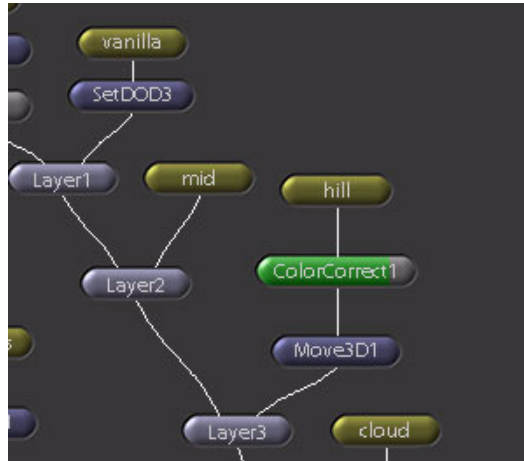 vanilla
SetDOD3
Layer1
mid
hill
ColorCorrect1
Layer2
Move3D1
Layer3
cloud